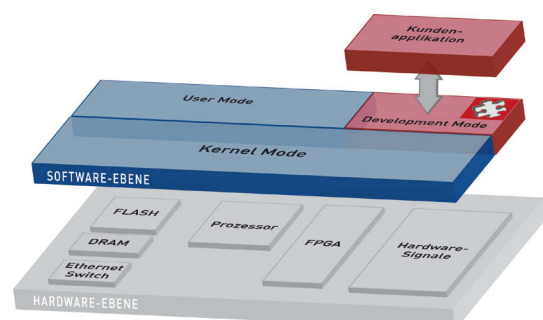 Kunden-
applikation
User Mode
Development Mode
Kernel Mode
SOFTWARE-EBENE
FLASH
Prozessor
DRAM
FPGA
Hardware-
Signale
Ethernet
Switch
HARDWARE-EBENE